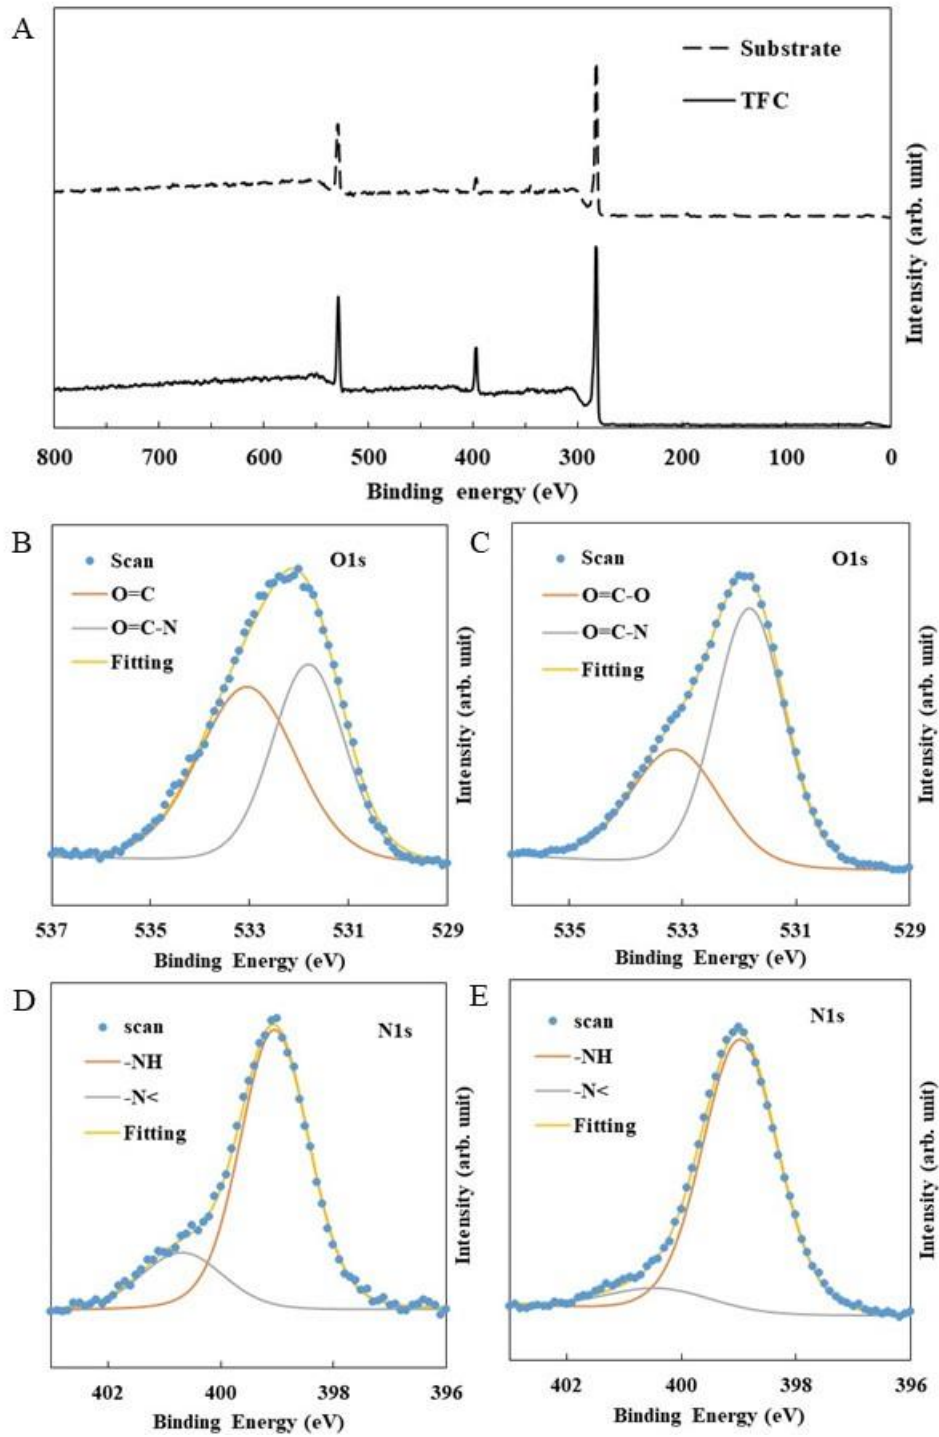 A
Substrate
TFC
Intensity (arb. unit)
800 700 600 500 400 300 200 100 0
Binding energy (eV)
B
Scan
O1s
O=C
O=C-N
Fitting
Intensity (arb. unit)
537 535 533 531 529
Binding Energy (eV)
C
Scan
O1s
O=C-O
O=C-N
Fitting
Intensity (arb. unit)
535 533 531 529
Binding Energy (eV)
D
scan
N1s
-NH
-N<
Fitting
Intensity (arb. unit)
402 400 398 396
Binding Energy (eV)
E
scan
N1s
-NH
-N<
Fitting
Intensity (arb. unit)
402 400 398 396
Binding Energy (eV)